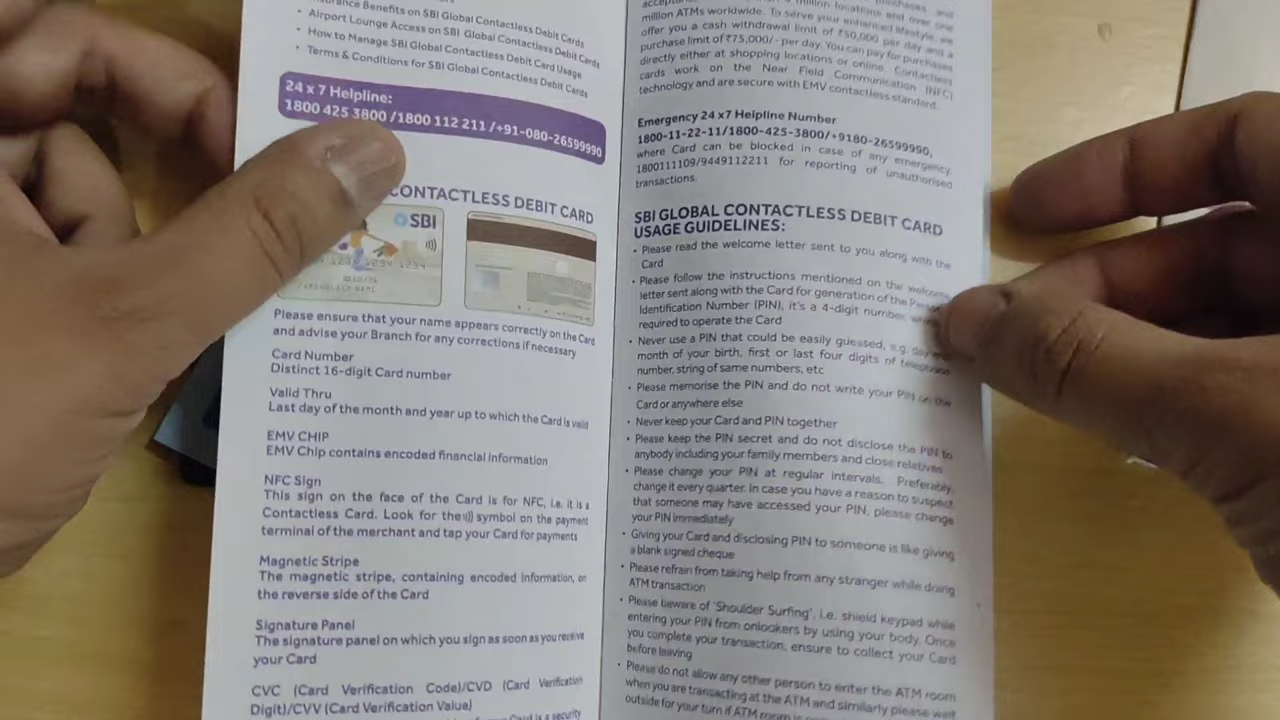 Insurance Benefits on SBI Global Contactless Debit Cards
• Airport Lounge Access on SBI Global Contactless Debit Cards
• How to Manage SBI Global Contactless Debit Card Usage
• Terms & Conditions for SBI Global Contactless Debit Cards
24 x 7 Helpline:
1800 425 3800 /1800 112 211 /+91-080-26599990
CONTACTLESS DEBIT CARD
SBI
1234 1234
Please ensure that your name appears correctly on the Card
and advise your Branch for any corrections if necessary
Card Number
Distinct 16-digit Card number
Valid Thru
Last day of the month and year up to which the Card is valid
EMV CHIP
EMV Chip contains encoded financial information
NFC Sign
This sign on the face of the Card is for NFC, i.e. it is a
Contactless Card. Look for the symbol on the payment
terminal of the merchant and tap your Card for payments
Magnetic Stripe
The magnetic stripe, containing encoded information, on
the reverse side of the Card
Signature Panel
The signature panel on which you sign as soon as you receive
your Card
CVC (Card Verification Code)/CVD (Card Verification
Digit)/CVV (Card Verification Value)
Card is a security
million locations and over one
million ATMs worldwide. To serve your enhanced lifestyle, we
offer you a cash withdrawal limit of ₹50,000 per day and a
purchase limit of ₹75,000/- per day. You can pay for purchases
directly either at shopping locations or online. Contactless
cards work on the Near Field Communication (NFC)
technology and are secure with EMV contactless standard.
Emergency 24 x7 Helpline Number
1800-11-22-11/1800-425-3800/+9180-26599990,
where Card can be blocked in case of any emergency.
1800111109/9449112211 for reporting of unauthorised
transactions.
SBI GLOBAL CONTACTLESS DEBIT CARD
USAGE GUIDELINES:
• Please read the welcome letter sent to you along with the
Card
• Please follow the instructions mentioned on the welcome
letter sent along with the Card for generation of the
Identification Number (PIN), it's a 4-digit number,
required to operate the Card
• Never use a PIN that could be easily guessed, e.g. day and
month of your birth, first or last four digits of telephone
number, string of same numbers, etc
• Please memorise the PIN and do not write your PIN on the
Card or anywhere else
• Never keep your Card and PIN together
• Please keep the PIN secret and do not disclose the PIN to
anybody including your family members and close relatives
• Please change your PIN at regular intervals. Preferably,
change it every quarter. In case you have a reason to suspect
that someone may have accessed your PIN, please change
your PIN immediately
• Giving your Card and disclosing PIN to someone is like giving
a blank signed cheque
• Please refrain from taking help from any stranger while doing
ATM transaction
• Please beware of 'Shoulder Surfing', i.e. shield keypad while
entering your PIN from onlookers by using your body. Once
you complete your transaction, ensure to collect your Card
before leaving
• Please do not allow any other person to enter the ATM room
when you are transacting at the ATM and similarly please wait
outside for your turn if ATM room is